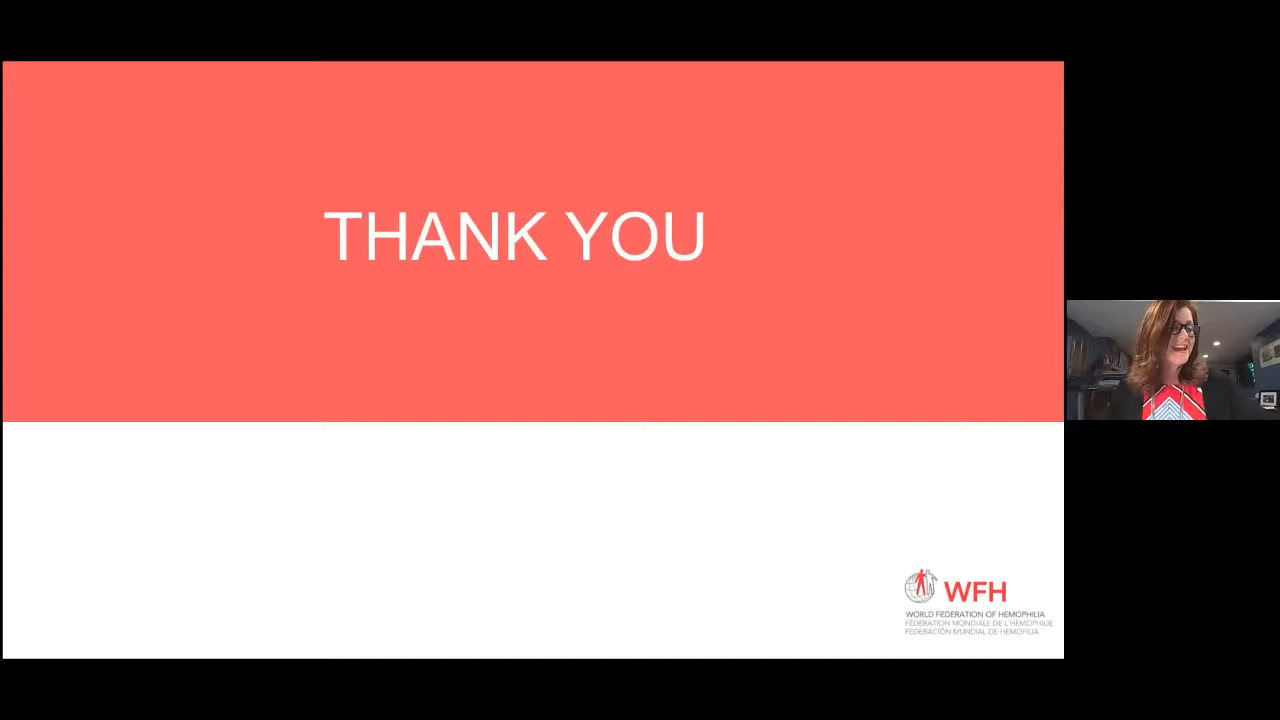 THANK YOU
WFH
WORLD FEDERATION OF HEMOPHILIA
FÉDÉRATION MONDIALE DE L'HÉMOPHILIE
FEDERACIÓN MUNDIAL DE HEMOFILIA